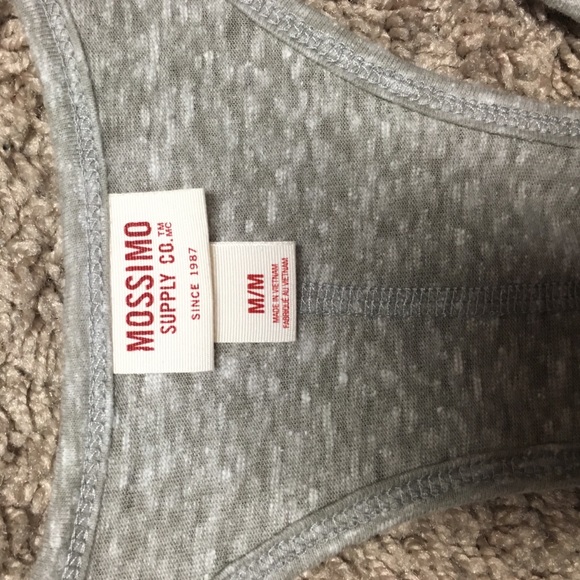 MOSSIMO
SUPPLY CO.™ MC
SINCE 1987
M/M
MADE IN VIETNAM
FABRIQUÉ AU VIETNAM